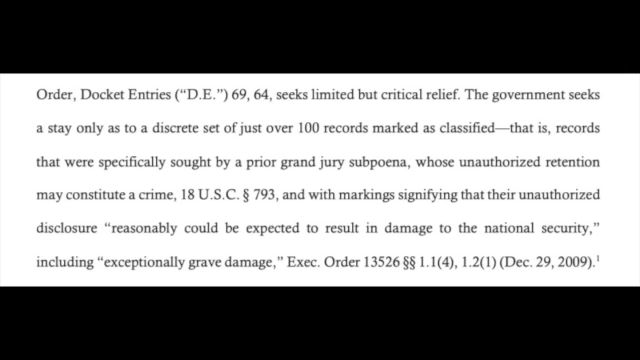 Order, Docket Entries (“D.E.”) 69, 64, seeks limited but critical relief. The government seeks
a stay only as to a discrete set of just over 100 records marked as classified—that is, records
that were specifically sought by a prior grand jury subpoena, whose unauthorized retention
may constitute a crime, 18 U.S.C. § 793, and with markings signifying that their unauthorized
disclosure “reasonably could be expected to result in damage to the national security,”
including “exceptionally grave damage,” Exec. Order 13526 §§ 1.1(4), 1.2(1) (Dec. 29, 2009).¹